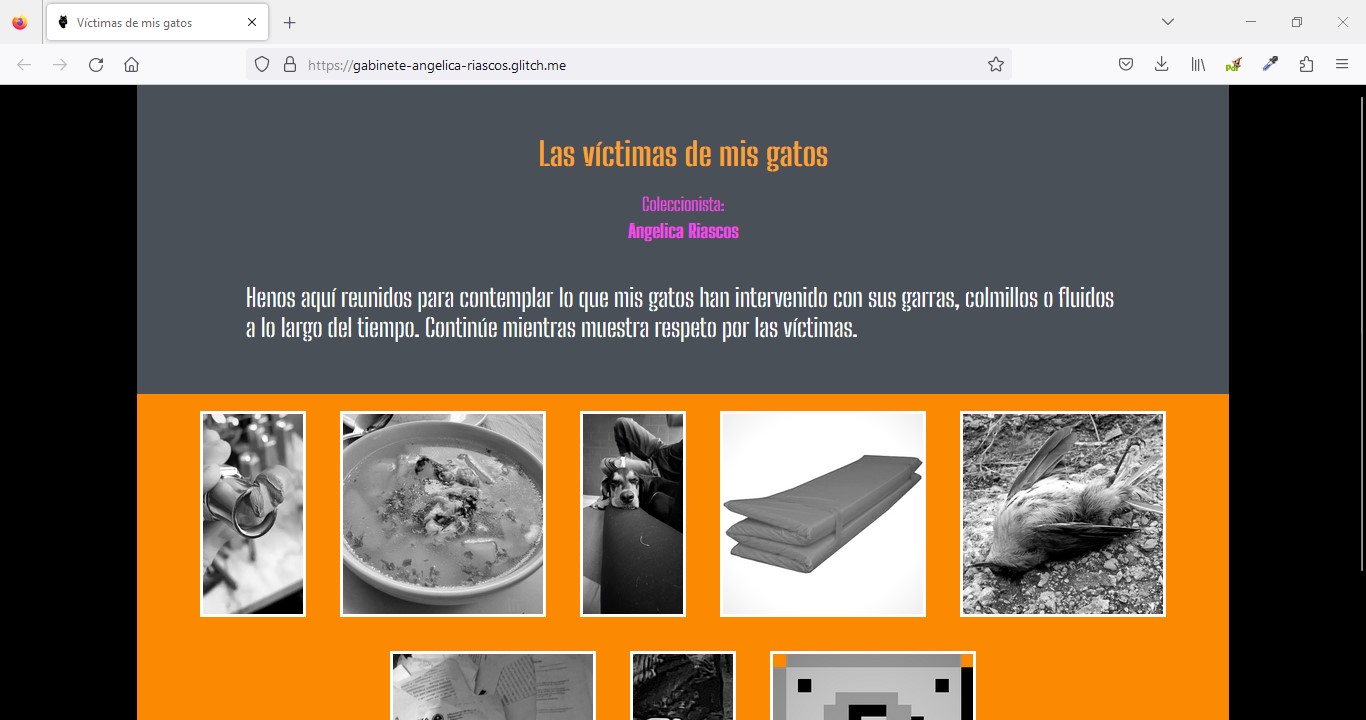 Víctimas de mis gatos
https://gabinete-angelica-riascos.glitch.me
Las víctimas de mis gatos
Coleccionista:
Angelica Riascos
Henos aquí reunidos para contemplar lo que mis gatos han intervenido con sus garras, colmillos o fluidos
a lo largo del tiempo. Continúe mientras muestra respeto por las víctimas.